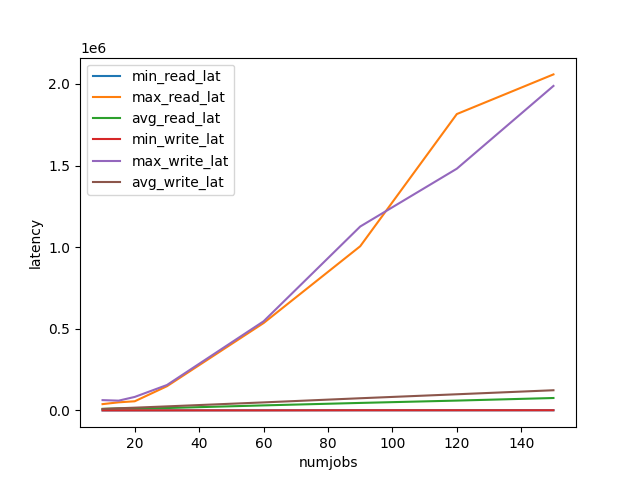 1e6
min_read_lat
max_read_lat
avg_read_lat
min_write_lat
max_write_lat
avg_write_lat
2.0
1.5
1.0
0.5
0.0
latency
20 40 60 80 100 120 140
numjobs